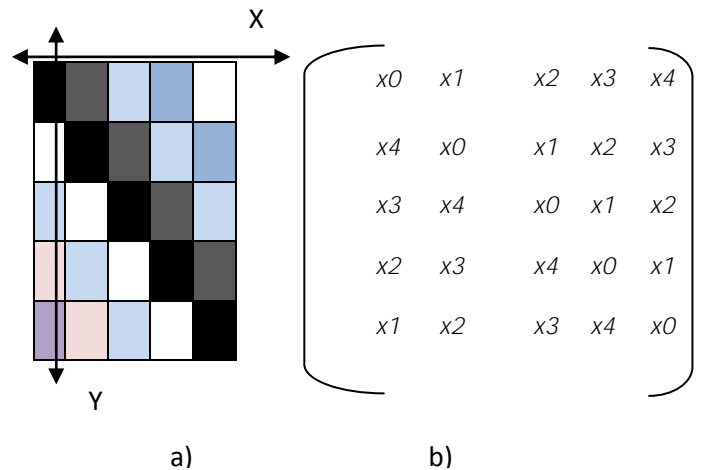 X
x0 x1 x2 x3 x4
x4 x0 x1 x2 x3
x3 x4 x0 x1 x2
x2 x3 x4 x0 x1
x1 x2 x3 x4 x0
Y
a) b)